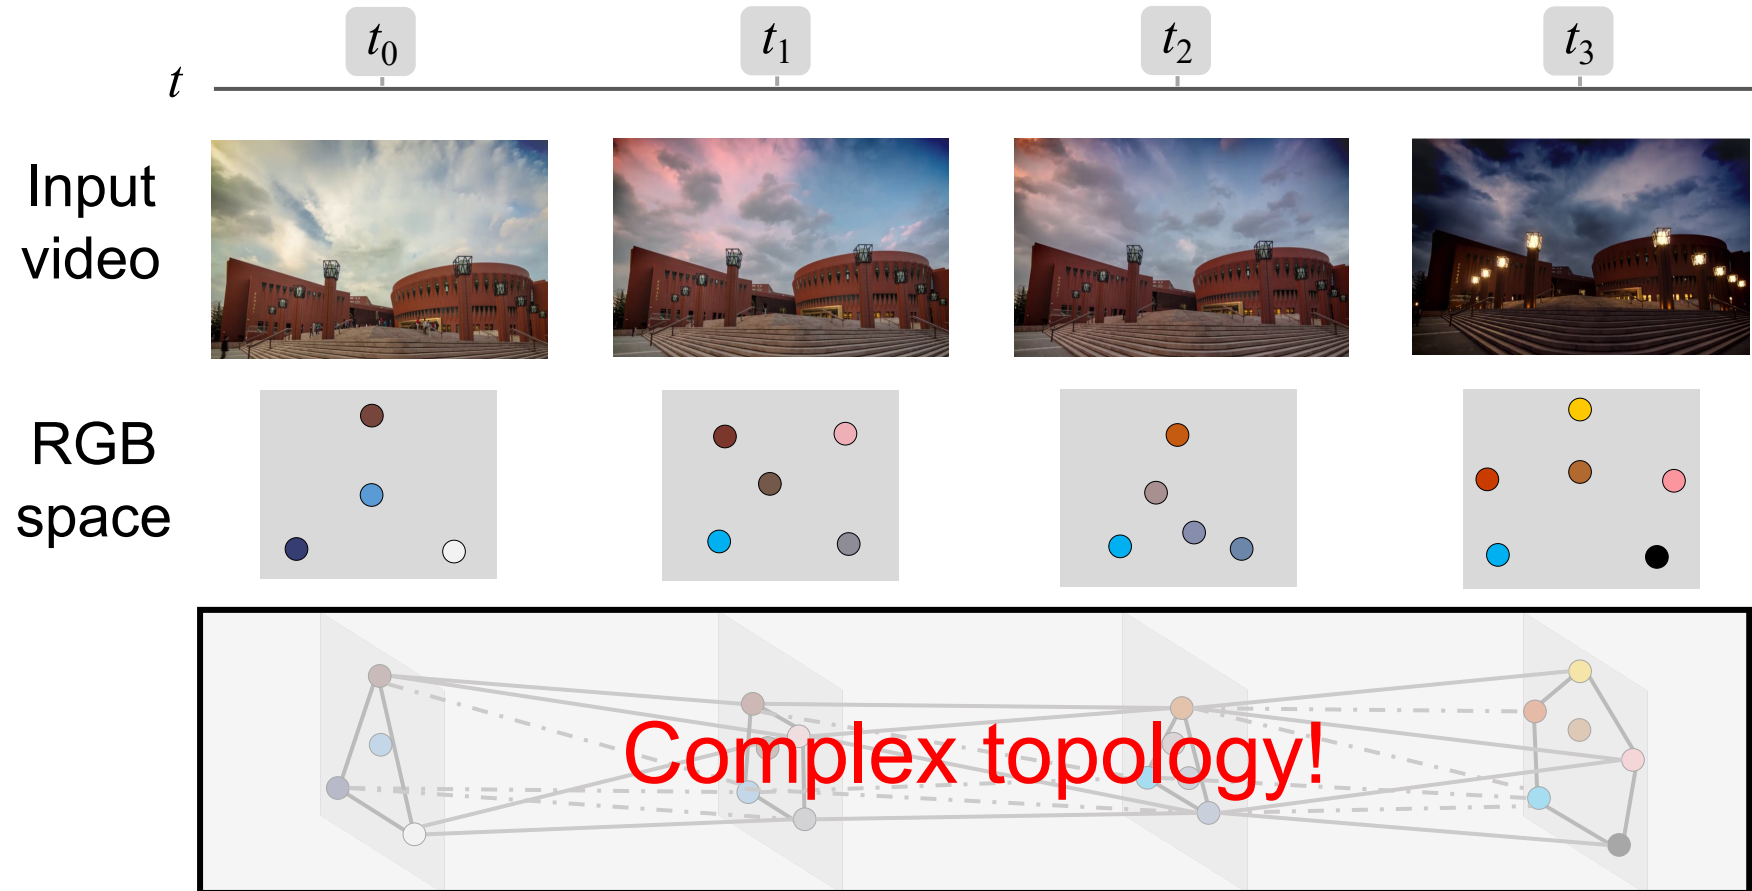 t₀ t₁ t₂ t₃
t
Input
video
RGB
space
Complex topology!